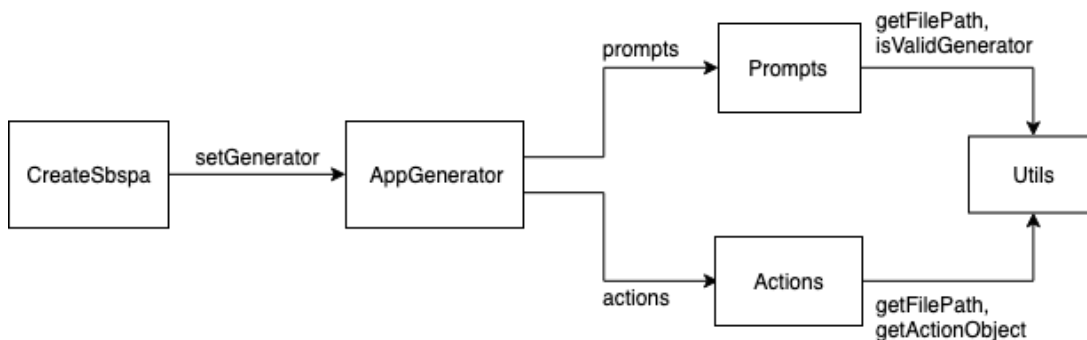 getFilePath,
isValidGenerator
prompts
Prompts
CreateSbspa
setGenerator
AppGenerator
Utils
actions
Actions
getFilePath,
getActionObject